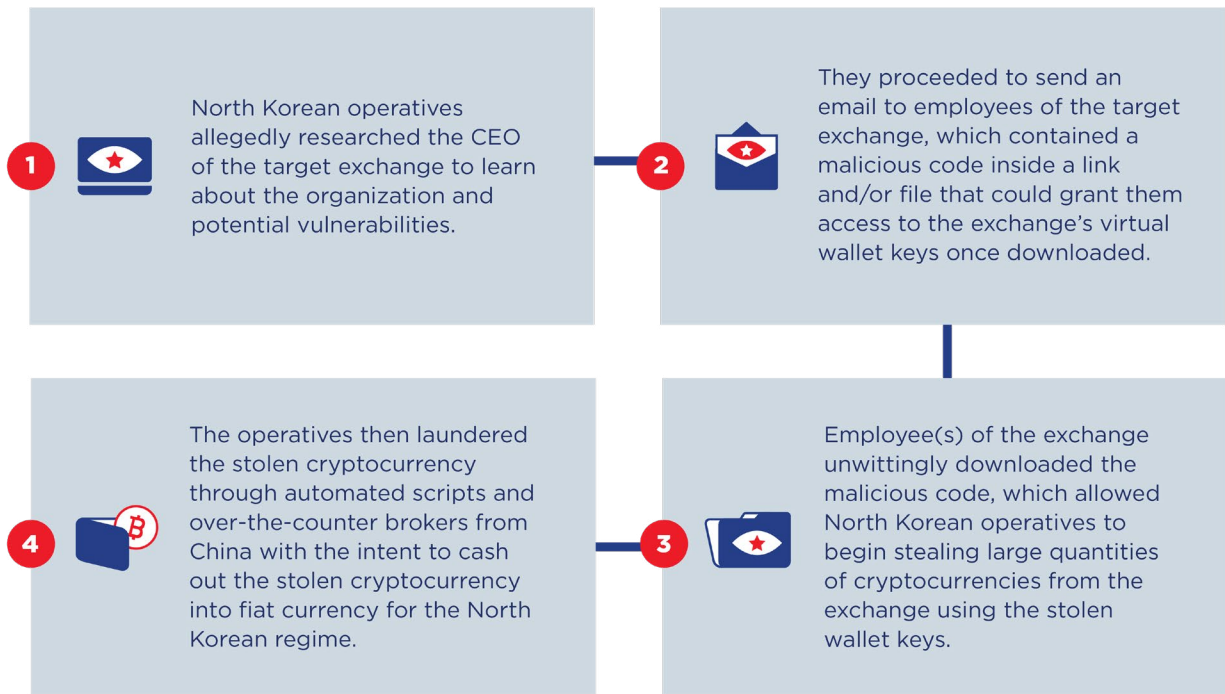 1
North Korean operatives
allegedly researched the CEO
of the target exchange to learn
about the organization and
potential vulnerabilities.
2
They proceeded to send an
email to employees of the target
exchange, which contained a
malicious code inside a link
and/or file that could grant them
access to the exchange’s virtual
wallet keys once downloaded.
3
Employee(s) of the exchange
unwittingly downloaded the
malicious code, which allowed
North Korean operatives to
begin stealing large quantities
of cryptocurrencies from the
exchange using the stolen
wallet keys.
4
The operatives then laundered
the stolen cryptocurrency
through automated scripts and
over-the-counter brokers from
China with the intent to cash
out the stolen cryptocurrency
into fiat currency for the North
Korean regime.